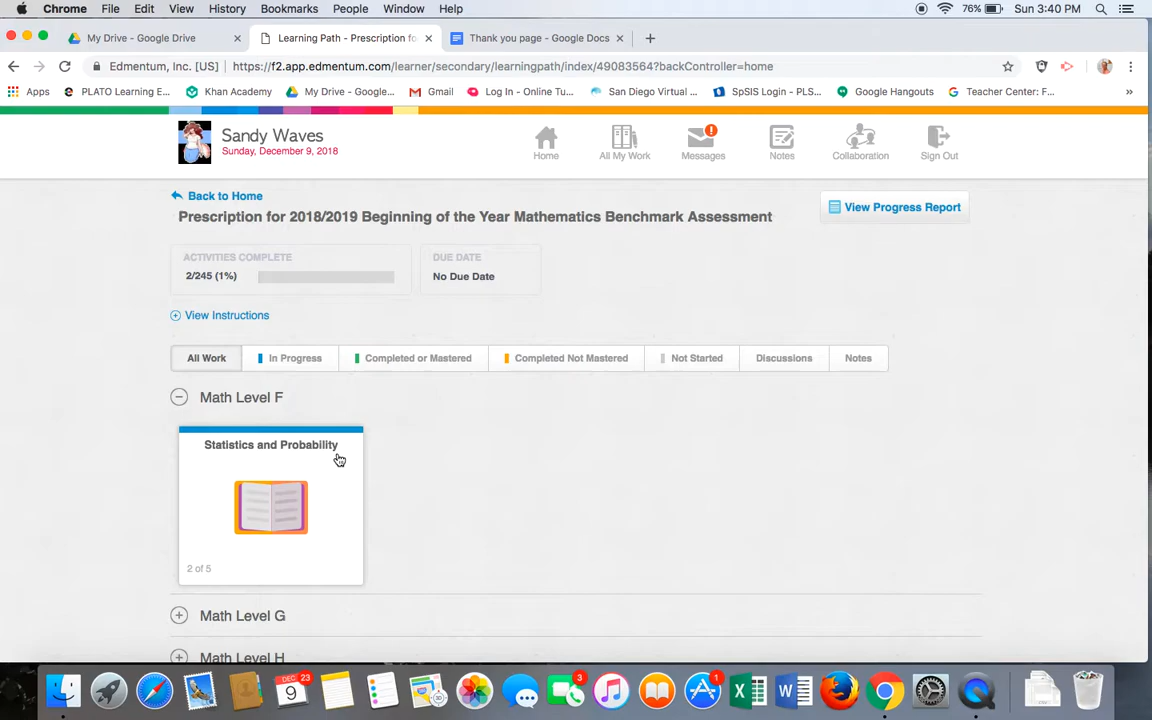 Chrome File Edit View History Bookmarks People Window Help 76% Sun 3:40 PM
My Drive - Google Drive × Learning Path - Prescription fo × Thank you page - Google Docs × +
Edmentum, Inc. [US] https://f2.app.edmentum.com/learner/secondary/learningpath/index/49083564?backController=home
Apps PLATO Learning E... Khan Academy My Drive - Google... Gmail Log In - Online Tu... San Diego Virtual ... SpSIS Login - PLS... Google Hangouts Teacher Center: F... »
Sandy Waves
Sunday, December 9, 2018
Home All My Work Messages Notes Collaboration Sign Out
Back to Home
Prescription for 2018/2019 Beginning of the Year Mathematics Benchmark Assessment
View Progress Report
ACTIVITIES COMPLETE
2/245 (1%)
DUE DATE
No Due Date
View Instructions
All Work In Progress Completed or Mastered Completed Not Mastered Not Started Discussions Notes
Math Level F
Statistics and Probability
2 of 5
Math Level G
Math Level H
DEC 23
9
3
1